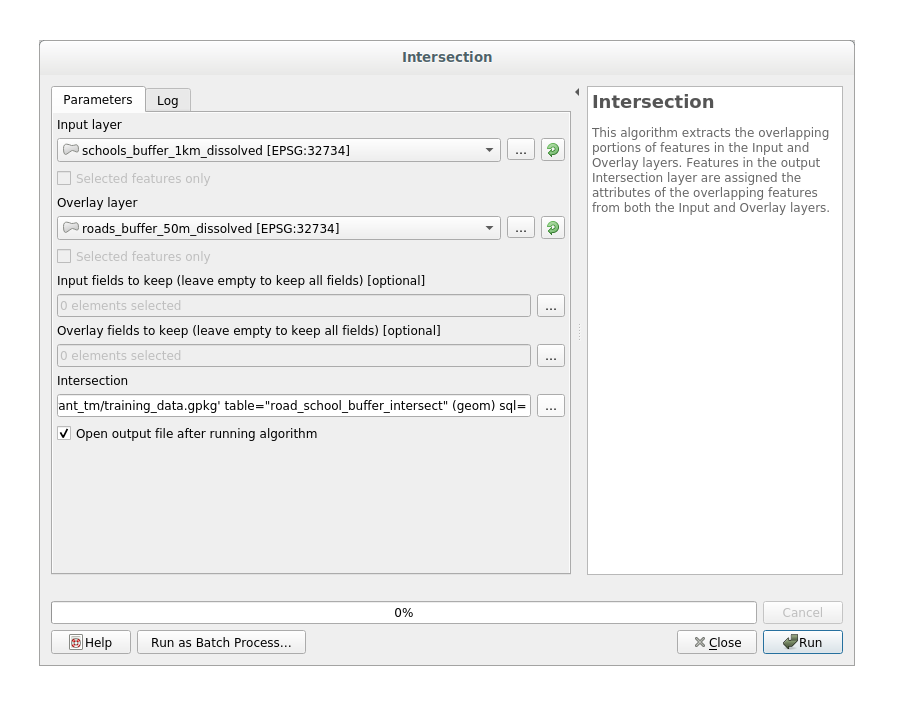 Intersection
Parameters
Log
Input layer
schools_buffer_1km_dissolved [EPSG:32734]
...
Selected features only
Overlay layer
roads_buffer_50m_dissolved [EPSG:32734]
...
Selected features only
Input fields to keep (leave empty to keep all fields) [optional]
0 elements selected
...
Overlay fields to keep (leave empty to keep all fields) [optional]
0 elements selected
...
Intersection
ant_tm/training_data.gpkg' table="road_school_buffer_intersect" (geom) sql=
...
Open output file after running algorithm
Intersection
This algorithm extracts the overlapping
portions of features in the Input and
Overlay layers. Features in the output
Intersection layer are assigned the
attributes of the overlapping features
from both the Input and Overlay layers.
0%
Cancel
Help
Run as Batch Process...
Close
Run